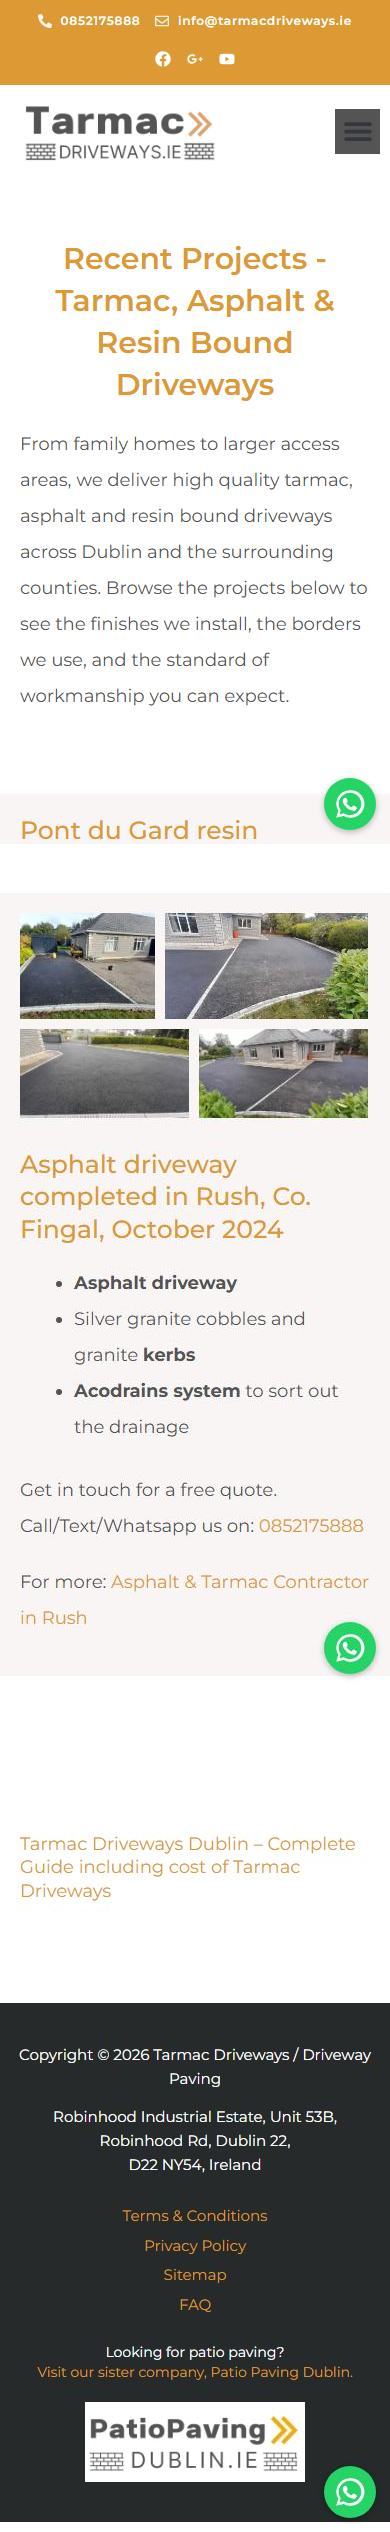 0852175888 info@tarmacdriveways.ie
Tarmac
DRIVEWAYS.IE
Recent Projects -
Tarmac, Asphalt &
Resin Bound
Driveways
From family homes to larger access
areas, we deliver high quality tarmac,
asphalt and resin bound driveways
across Dublin and the surrounding
counties. Browse the projects below to
see the finishes we install, the borders
we use, and the standard of
workmanship you can expect.
Pont du Gard resin
Asphalt driveway
completed in Rush, Co.
Fingal, October 2024
• Asphalt driveway
• Silver granite cobbles and
granite kerbs
• Acodrains system to sort out
the drainage
Get in touch for a free quote.
Call/Text/Whatsapp us on: 0852175888
For more: Asphalt & Tarmac Contractor
in Rush
Tarmac Driveways Dublin – Complete
Guide including cost of Tarmac
Driveways
Copyright © 2026 Tarmac Driveways / Driveway
Paving
Robinhood Industrial Estate, Unit 53B,
Robinhood Rd, Dublin 22,
D22 NY54, Ireland
Terms & Conditions
Privacy Policy
Sitemap
FAQ
Looking for patio paving?
Visit our sister company, Patio Paving Dublin.
PatioPaving
DUBLIN.IE